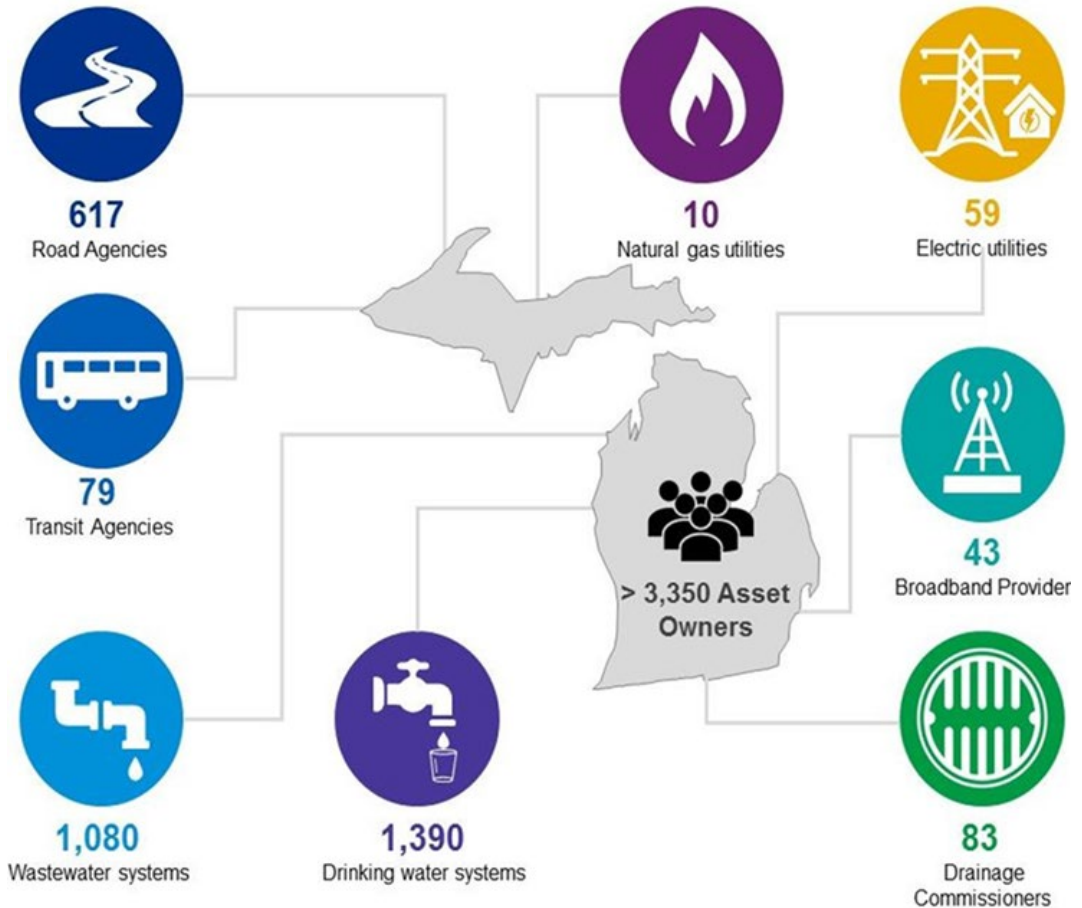 617
Road Agencies
10
Natural gas utilities
59
Electric utilities
79
Transit Agencies
43
Broadband Provider
> 3,350 Asset
Owners
1,080
Wastewater systems
1,390
Drinking water systems
83
Drainage
Commissioners